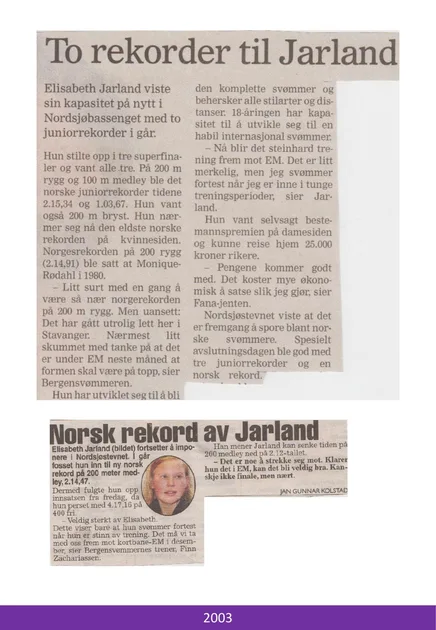 To rekorder til Jarland
Elisabeth Jarland viste
sin kapasitet på nytt i
Nordsjøbassenget med to
juniorrekorder i går.
Hun stilte opp i tre superfina-
ler og vant alle tre. På 200 m
rygg og 100 m medley ble det
norske juniorrekorder tidene
2.15,34 og 1.03,67. Hun vant
også 200 m bryst. Hun nær-
mer seg nå den eldste norske
rekorden på kvinnesiden.
Norgesrekorden på 200 rygg
(2.14,91) ble satt al Monique-
Rødahl i 1980.
– Litt surt med en gang å
være så nær norgerekorden
på 200 m rygg. Men uansett:
Det har gått utrolig lett her i
Stavanger. Nærmest litt
skummet med tanke på at det
er under EM neste måned at
formen skal være på topp, sier
Bergensvømmeren.
Hun har utviklet seg til å bli
den komplette svømmer og
behersker alle stilarter og dis-
tanser. 18-åringen har kapa-
sitet til å utvikle seg til en
habil internasjonal svømmer.
– Nå blir det steinhard tre-
ning frem mot EM. Det er litt
merkelig, men jeg svømmer
fortest når jeg er inne i tunge
treningsperioder, sier Jar-
land.
Hun vant selvsagt beste-
mannspremien på damesiden
og kunne reise hjem 25.000
kroner rikere.
– Pengene kommer godt
med. Det koster mye økono-
misk å satse slik jeg gjør, sier
Fana-jenten.
Nordsjøstevnet viste at det
er fremgang å spore blant nor-
ske svømmere. Spesielt
avslutningsdagen ble god med
tre juniorrekorder og en
norsk rekord.
Norsk rekord av Jarland
Elisabeth Jarland (bildet) fortsetter å impo-
nere i Nordsjøstevnet. I går
fosset hun inn til ny norsk
rekord på 200 meter med-
ley, 2.14,47.
Dermed fulgte hun opp
innsatsen fra fredag, da
hun perset med 4.17,16 på
400 fri.
– Veldig sterkt av Elisabeth.
Dette viser bare at hun svømmer fortest
når hun er stinn av trening. Det må vi ta
med oss frem mot kortbane-EM i desem-
ber, sier Bergensvømmernes trener, Finn
Zachariassen.
Han mener Jarland kan senke tiden på
200 medley ned på 2.12-tallet.
– Det er noe å strekke seg mot. Klarer
hun det i EM, kan det bli veldig bra. Kan-
skje ikke finale, men nært.
JAN GUNNAR KOLSTAD
2003